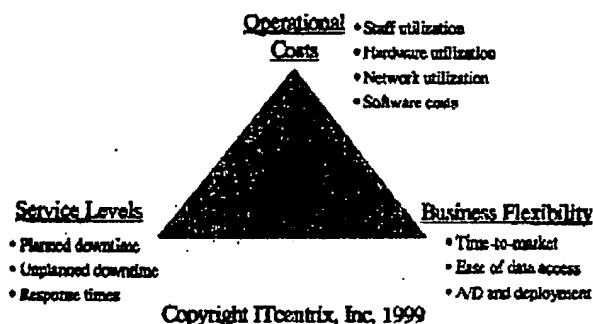 Operational
Costs
• Staff utilization
• Hardware utilization
• Network utilization
• Software costs
Service Levels
• Planned downtime
• Unplanned downtime
• Response times
Business Flexibility
• Time-to-market
• Ease of data access
• A/D and deployment
Copyright ITcentrix, Inc, 1999